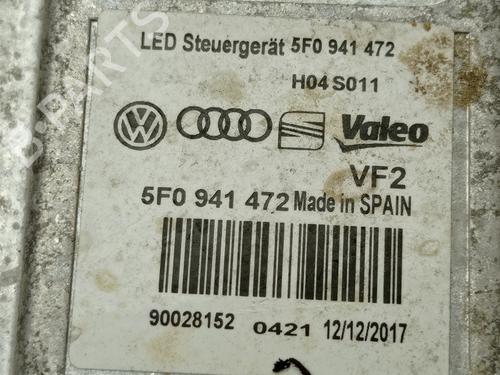 LED Steuergerät 5F0 941 472
H04 S011
Valeo
VF2
5F0 941 472 Made in SPAIN
90028152 0421 12/12/2017
B-PARTS